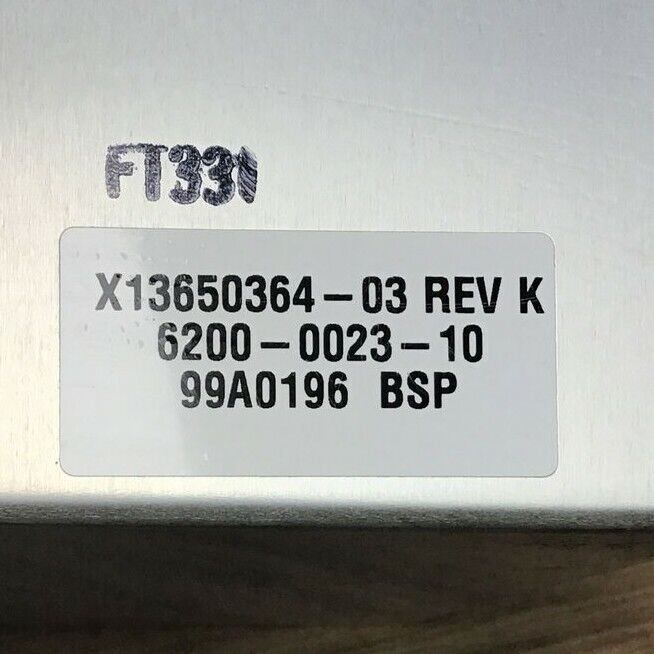 FT331
X13650364-03 REV K
6200-0023-10
99A0196 BSP